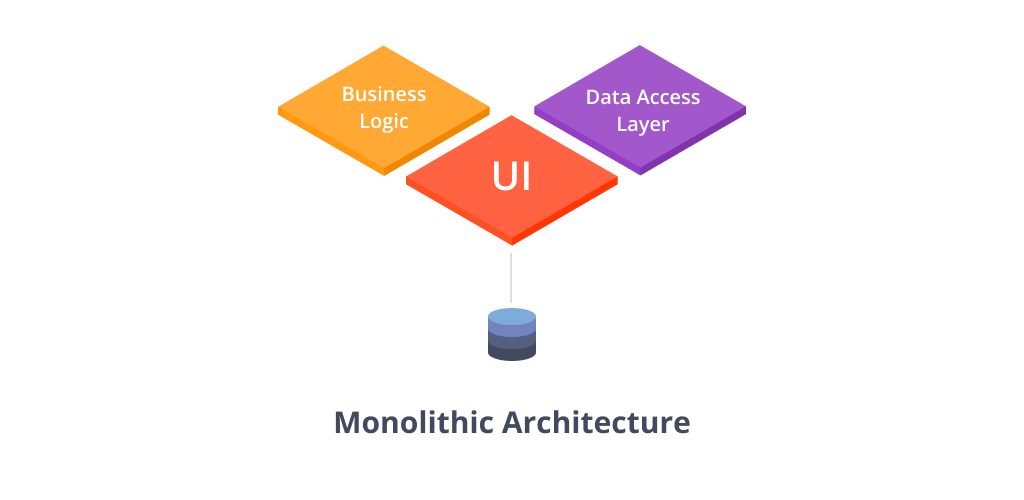 Business
Logic
Data Access
Layer
UI
Monolithic Architecture